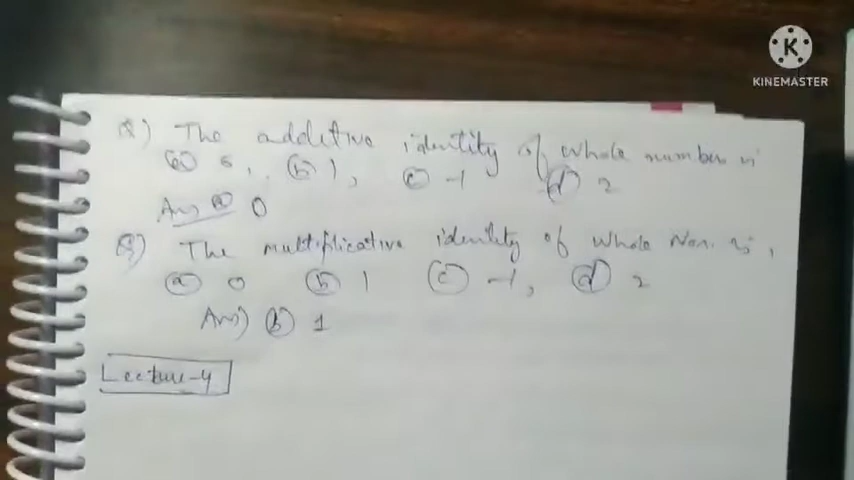 Q) The additive identity of whole number is
(a) 0, (b) 1, (c) -1 (d) 2
Ans (a) 0
Q) The multiplicative identity of whole Non. is,
(a) 0 (b) 1 (c) -1, (d) 2
Ans) (b) 1
Lecture-4
K
KINEMASTER